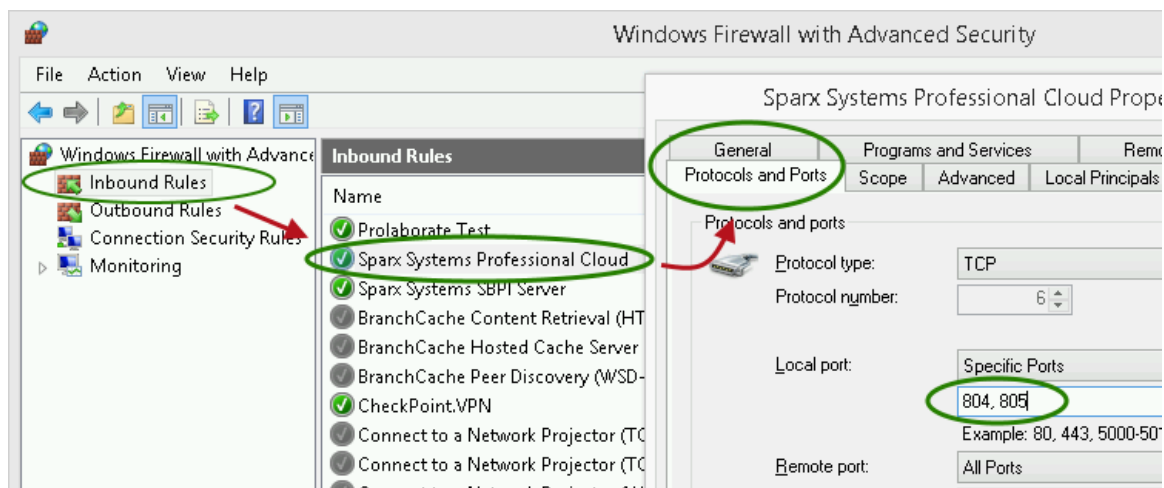 Windows Firewall with Advanced Security
File Action View Help
Windows Firewall with Advance
Inbound Rules
Outbound Rules
Connection Security Rules
Monitoring
Inbound Rules
Name
Prolaborate Test
Sparx Systems Professional Cloud
Sparx Systems SBPI Server
BranchCache Content Retrieval (HT
BranchCache Hosted Cache Server
BranchCache Peer Discovery (WSD-
CheckPoint.VPN
Connect to a Network Projector (TC
Connect to a Network Projector (TC
Sparx Systems Professional Cloud Prope
General Programs and Services Remo
Protocols and Ports Scope Advanced Local Principals
Protocols and ports
Protocol type: TCP
Protocol number: 6
Local port: Specific Ports
804, 805
Example: 80, 443, 5000-501
Remote port: All Ports